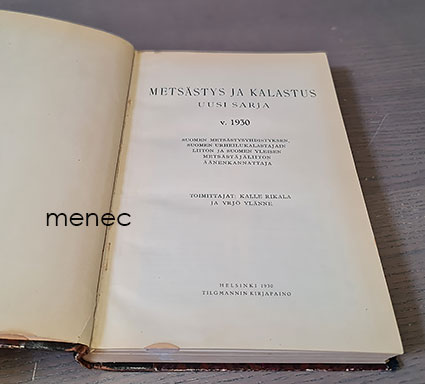 METSÄSTYS JA KALASTUS
UUSI SARJA
v. 1930
SUOMEN METSÄSTYSYHDISTYKSEN,
SUOMEN URHEILUKALASTAJAIN
LIITON JA SUOMEN YLEISEN
METSÄSTÄJÄLIITON
ÄÄNENKANNATTAJA
TOIMITTAJAT: KALLE RIKALA
JA YRJÖ YLÄNNE
HELSINKI 1930
TILGMANNIN KIRJAPAINO
menec